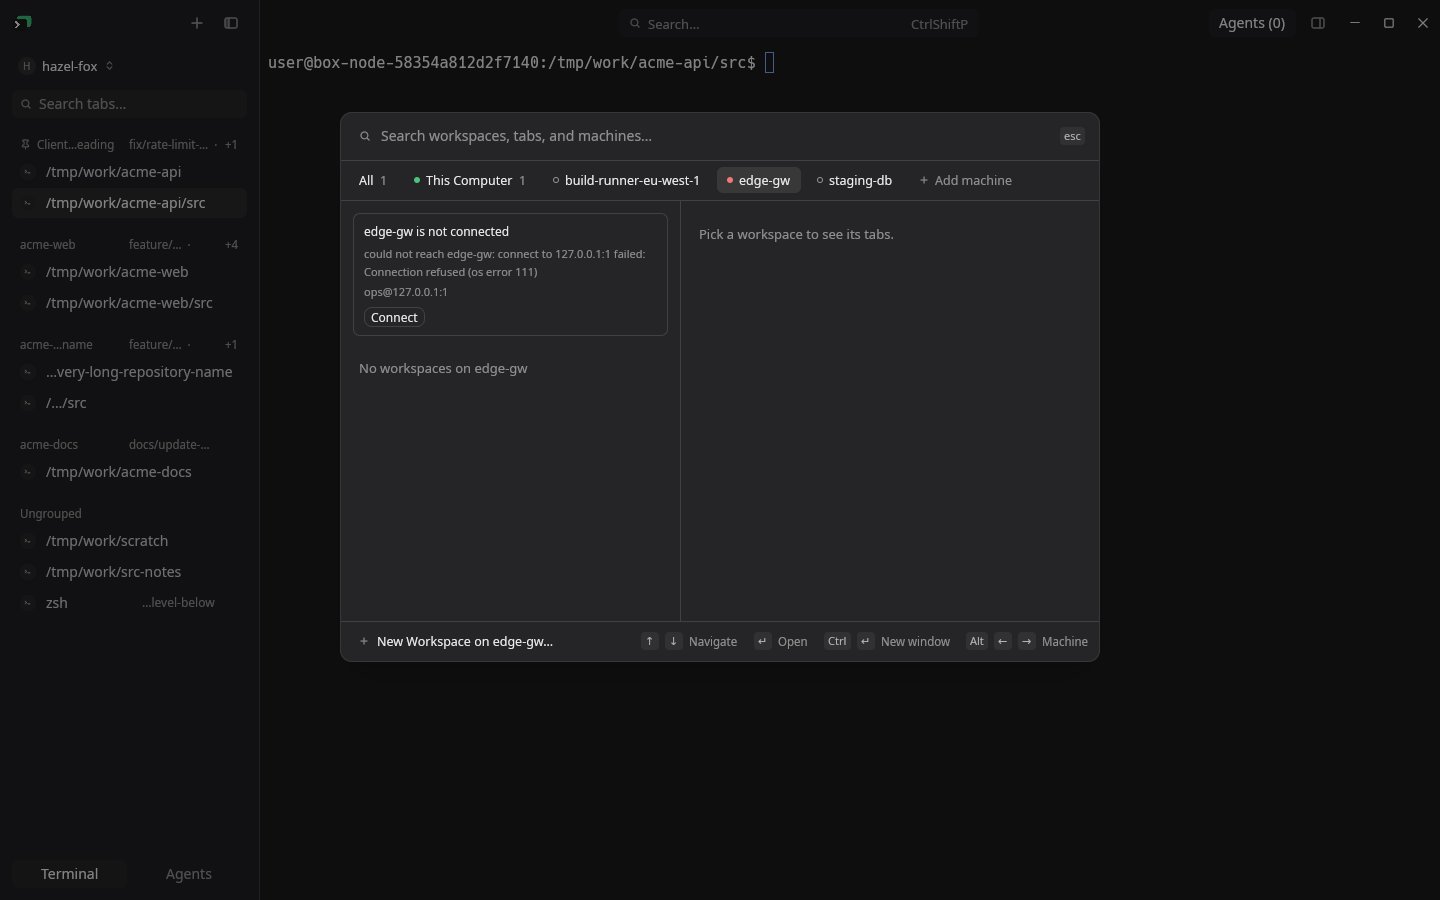 Search...
CtrlShiftP
Agents (0)
H hazel-fox
Search tabs...
Client...eading fix/rate-limit-... · +1
/tmp/work/acme-api
/tmp/work/acme-api/src
acme-web feature/... · +4
/tmp/work/acme-web
/tmp/work/acme-web/src
acme-...name feature/... · +1
...very-long-repository-name
/.../src
acme-docs docs/update-...
/tmp/work/acme-docs
Ungrouped
/tmp/work/scratch
/tmp/work/src-notes
zsh ...level-below
Terminal
Agents
user@box-node-58354a812d2f7140:/tmp/work/acme-api/src$
Search workspaces, tabs, and machines...
esc
All 1 This Computer 1 build-runner-eu-west-1 edge-gw staging-db + Add machine
edge-gw is not connected
could not reach edge-gw: connect to 127.0.0.1:1 failed:
Connection refused (os error 111)
ops@127.0.0.1:1
Connect
No workspaces on edge-gw
Pick a workspace to see its tabs.
+ New Workspace on edge-gw...
↑ ↓ Navigate ↵ Open Ctrl ↵ New window Alt ← → Machine